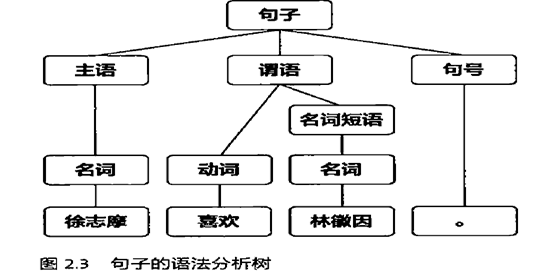 句子
主语 谓语 句号
名词短语
名词 动词 名词
徐志摩 喜欢 林徽因 。
图 2.3 句子的语法分析树